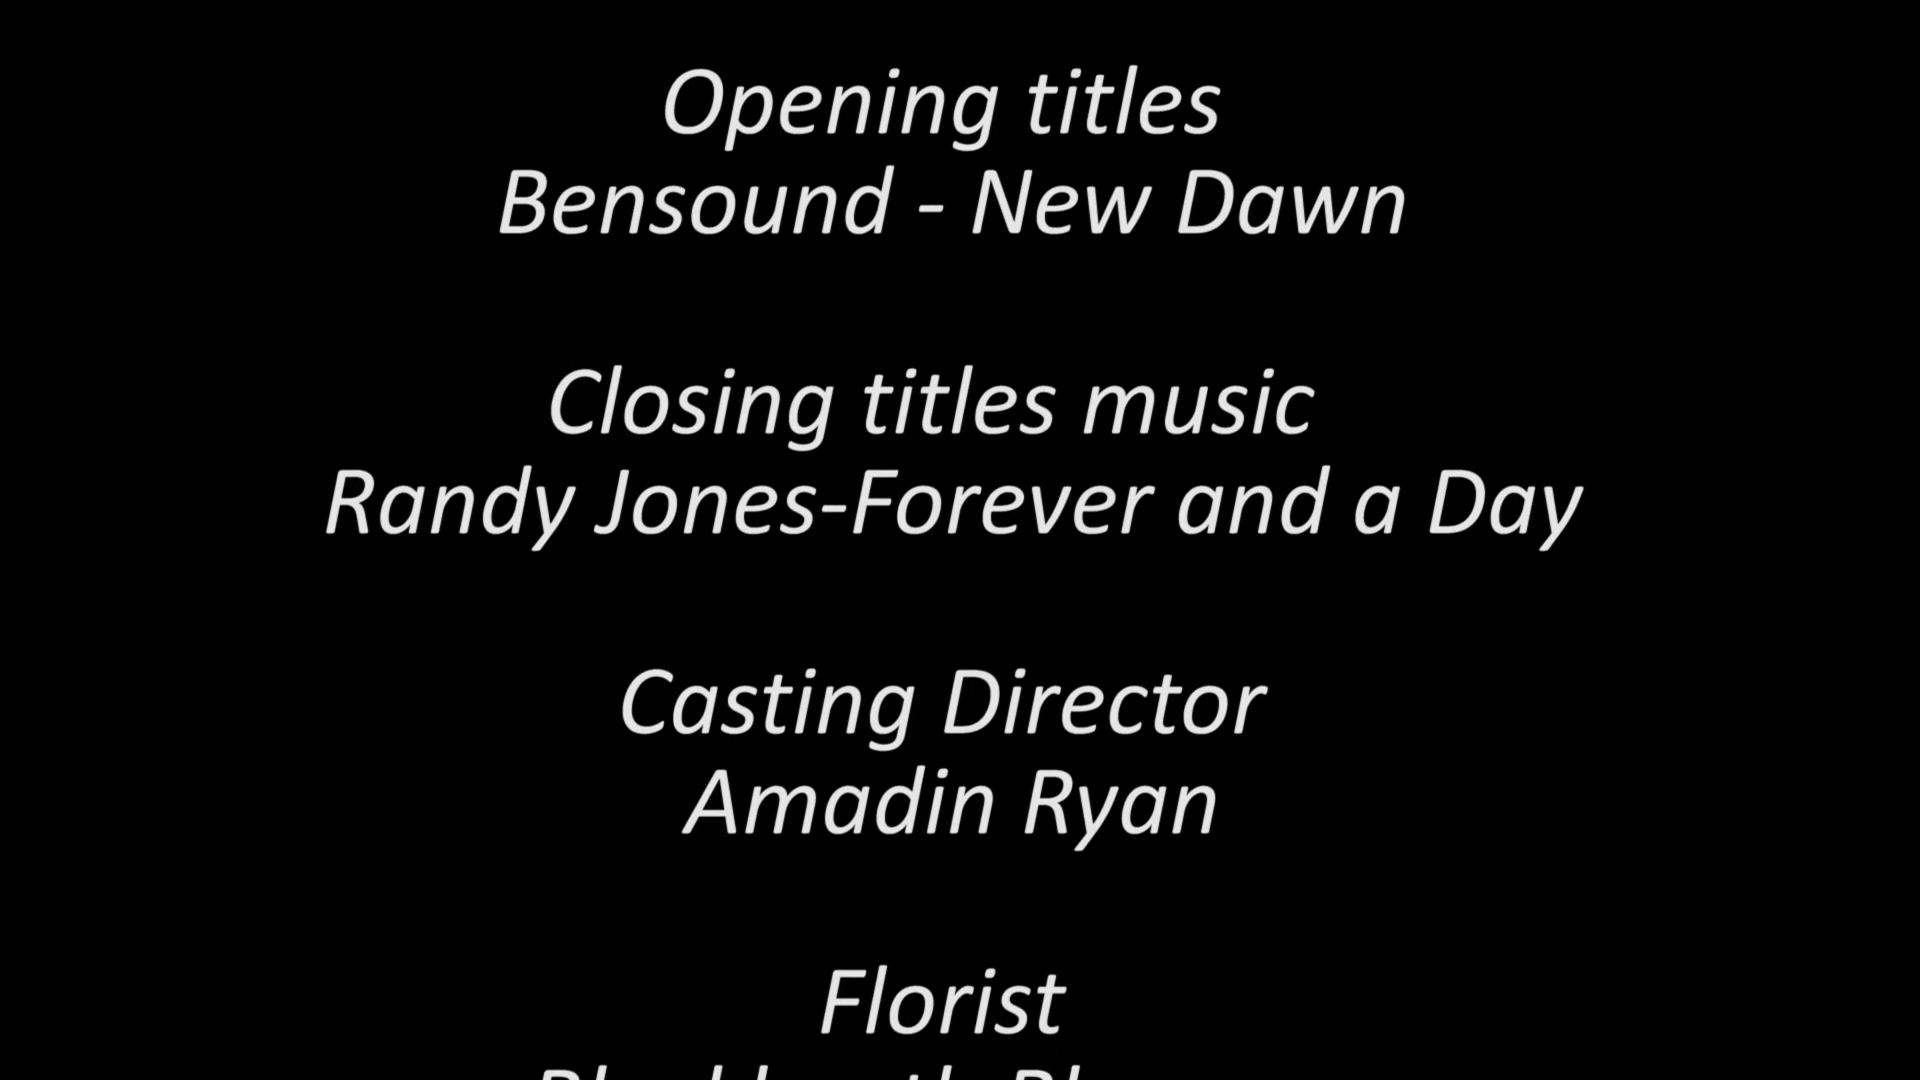 Opening titles
Bensound - New Dawn
Closing titles music
Randy Jones-Forever and a Day
Casting Director
Amadin Ryan
Florist